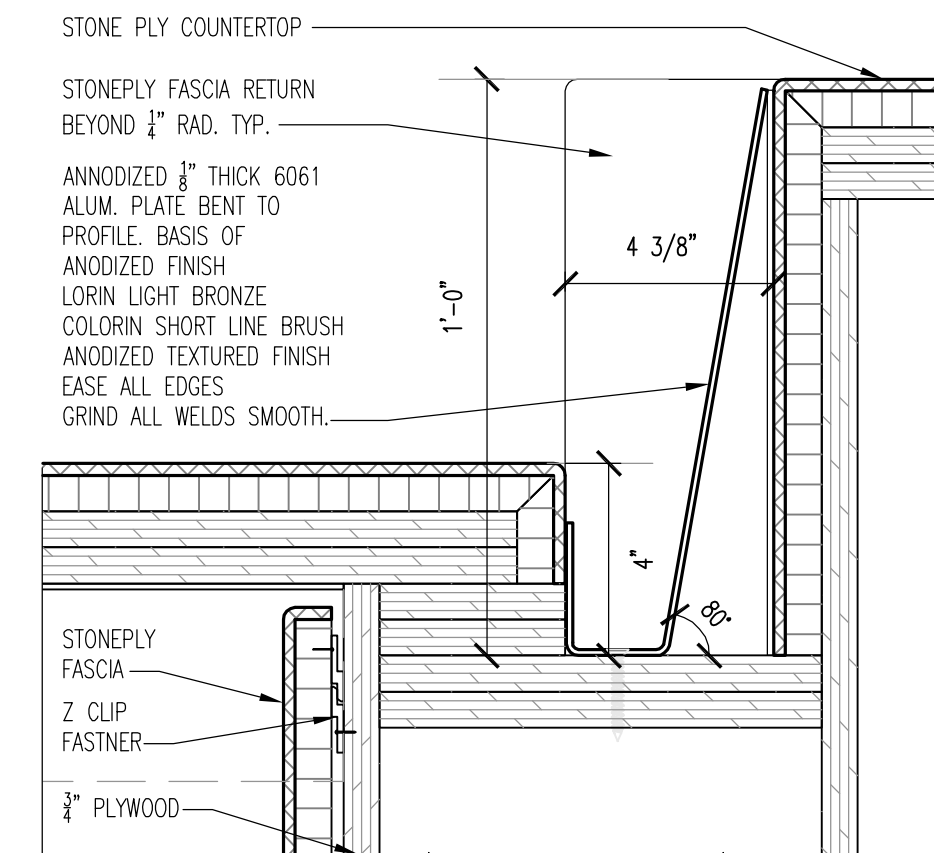 STONE PLY COUNTERTOP
STONEPLY FASCIA RETURN
BEYOND 1/4" RAD. TYP.
ANNODIZED 1/8" THICK 6061
ALUM. PLATE BENT TO
PROFILE. BASIS OF
ANODIZED FINISH
LORIN LIGHT BRONZE
COLORIN SHORT LINE BRUSH
ANODIZED TEXTURED FINISH
EASE ALL EDGES
GRIND ALL WELDS SMOOTH.
4 3/8"
1'-0"
4"
80°
STONEPLY
FASCIA
Z CLIP
FASTNER
3/4" PLYWOOD